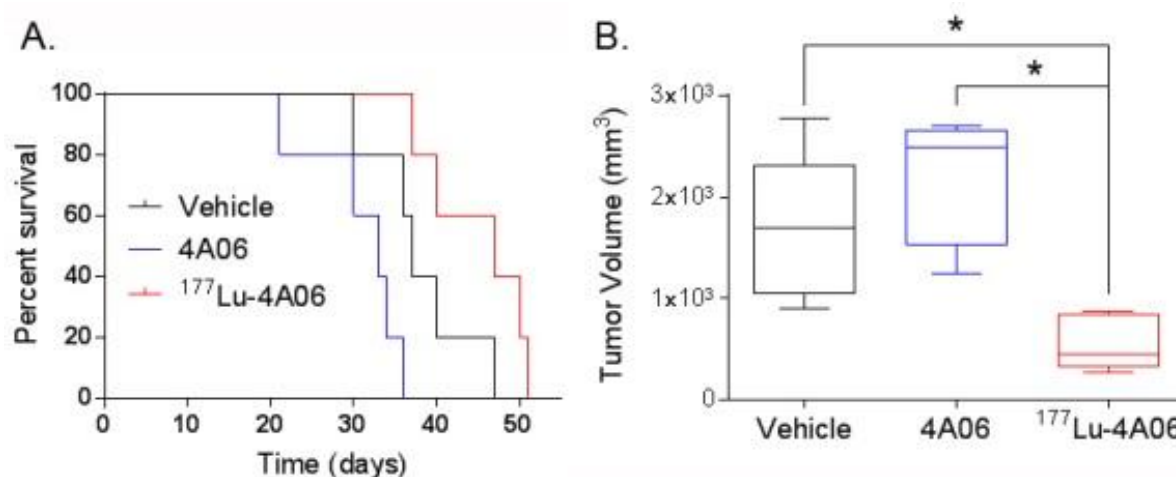 A.
Percent survival
100
80
60
40
20
0
Vehicle
4A06
¹⁷⁷Lu-4A06
0 10 20 30 40 50
Time (days)
B.
*
*
Tumor Volume (mm³)
3x10³
2x10³
1x10³
0
Vehicle 4A06 ¹⁷⁷Lu-4A06